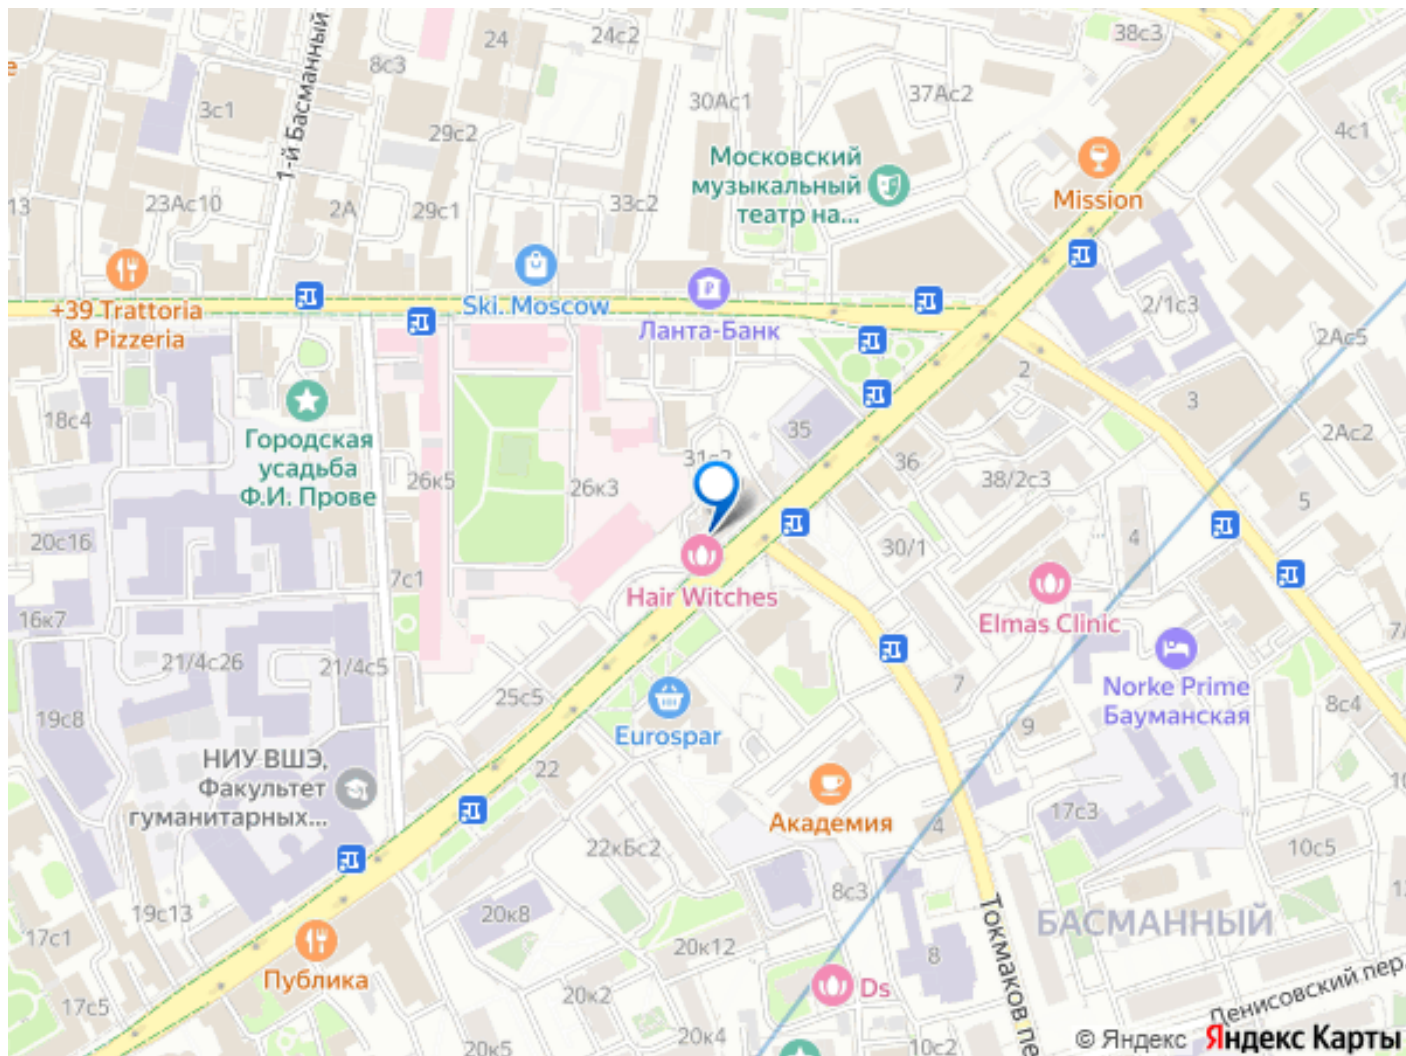 24
24с2
38с3
8с3
1-й Басманный
3с1
30Ас1
37Ас2
29с2
4с1
Московский
музыкальный
театр на...
Mission
13
23Ас10
2А
29с1
33с2
+39 Trattoria
& Pizzeria
Ski. Moscow
Ланта-Банк
2/1с3
2Ас5
2
3
18с4
Городская
усадьба
Ф.И. Прове
35
2Ас2
26к5
26к3
36
38/2с3
5
20с16
30/1
4
7с1
Hair Witches
Elmas Clinic
16к7
21/4с26
21/4с5
25с5
7
Norke Prime
Бауманская
8с4
19с8
Eurospar
9
НИУ ВШЭ,
Факультет
гуманитарных...
22
Академия
4
17с3
22кБс2
10с5
8с3
19с13
20к8
БАСМАННЫЙ
17с1
20к12
8
Публика
Токмаков пе
Ds
Денисовский пер.
17с5
20к2
20к4
20к5
10с2
© Яндекс Яндекс Карты